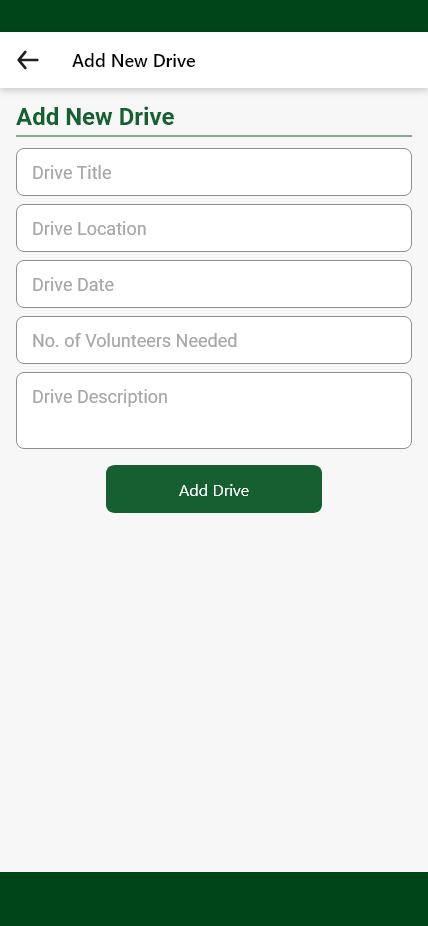 Add New Drive
Add New Drive
Drive Title
Drive Location
Drive Date
No. of Volunteers Needed
Drive Description
Add Drive